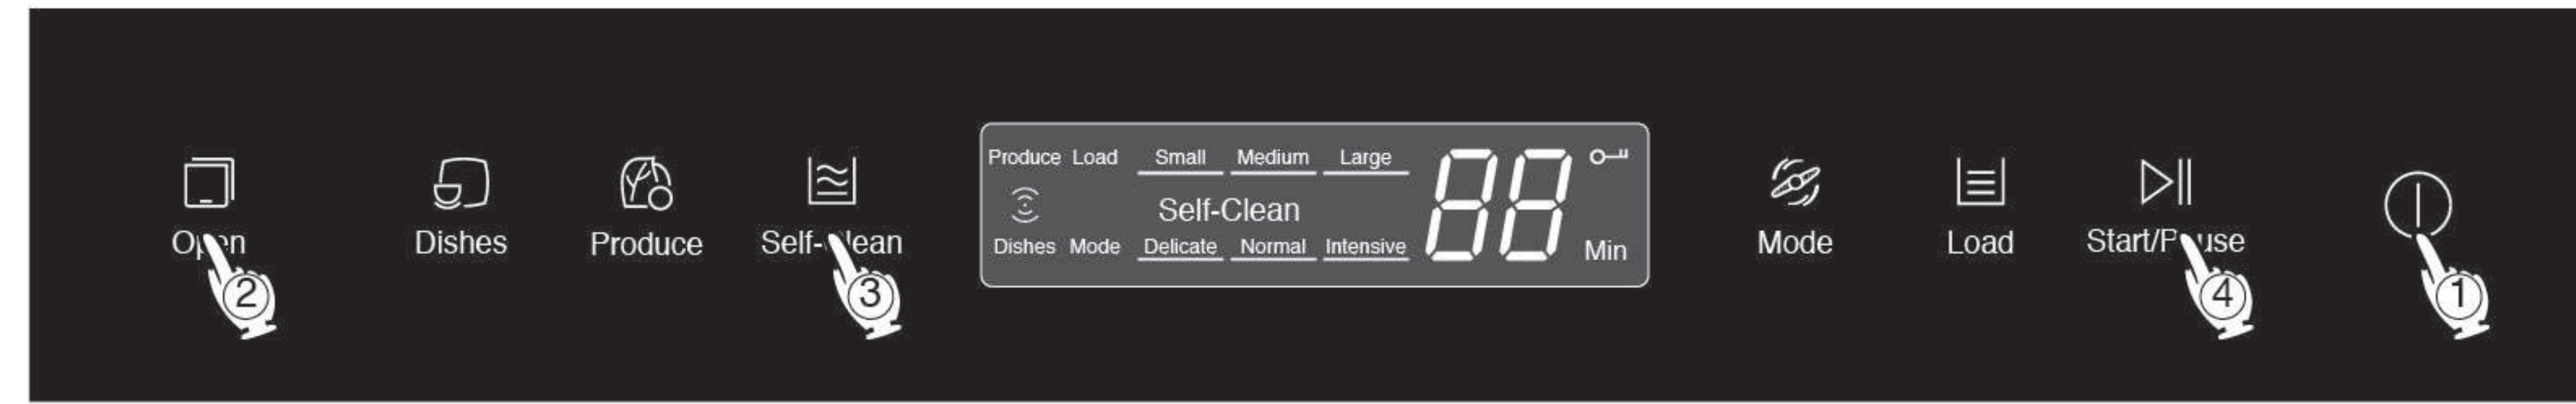 Produce Load Small Medium Large
88
Self-Clean
Dishes Mode Delicate Normal Intensive
Min
Open
Dishes
Produce
Self-Clean
Mode
Load
Start/Pause
2
3
4
1